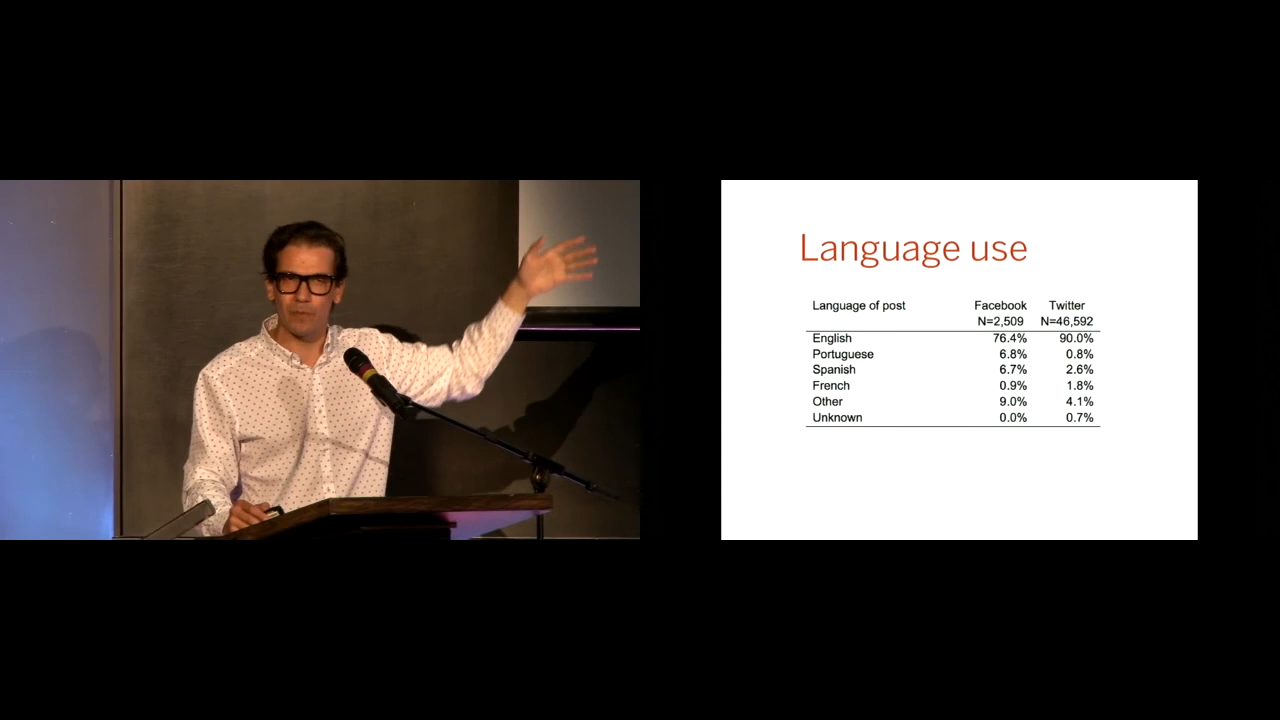 Language use
Language of post Facebook Twitter
N=2,509 N=46,592
English 76.4% 90.0%
Portuguese 6.8% 0.8%
Spanish 6.7% 2.6%
French 0.9% 1.8%
Other 9.0% 4.1%
Unknown 0.0% 0.7%